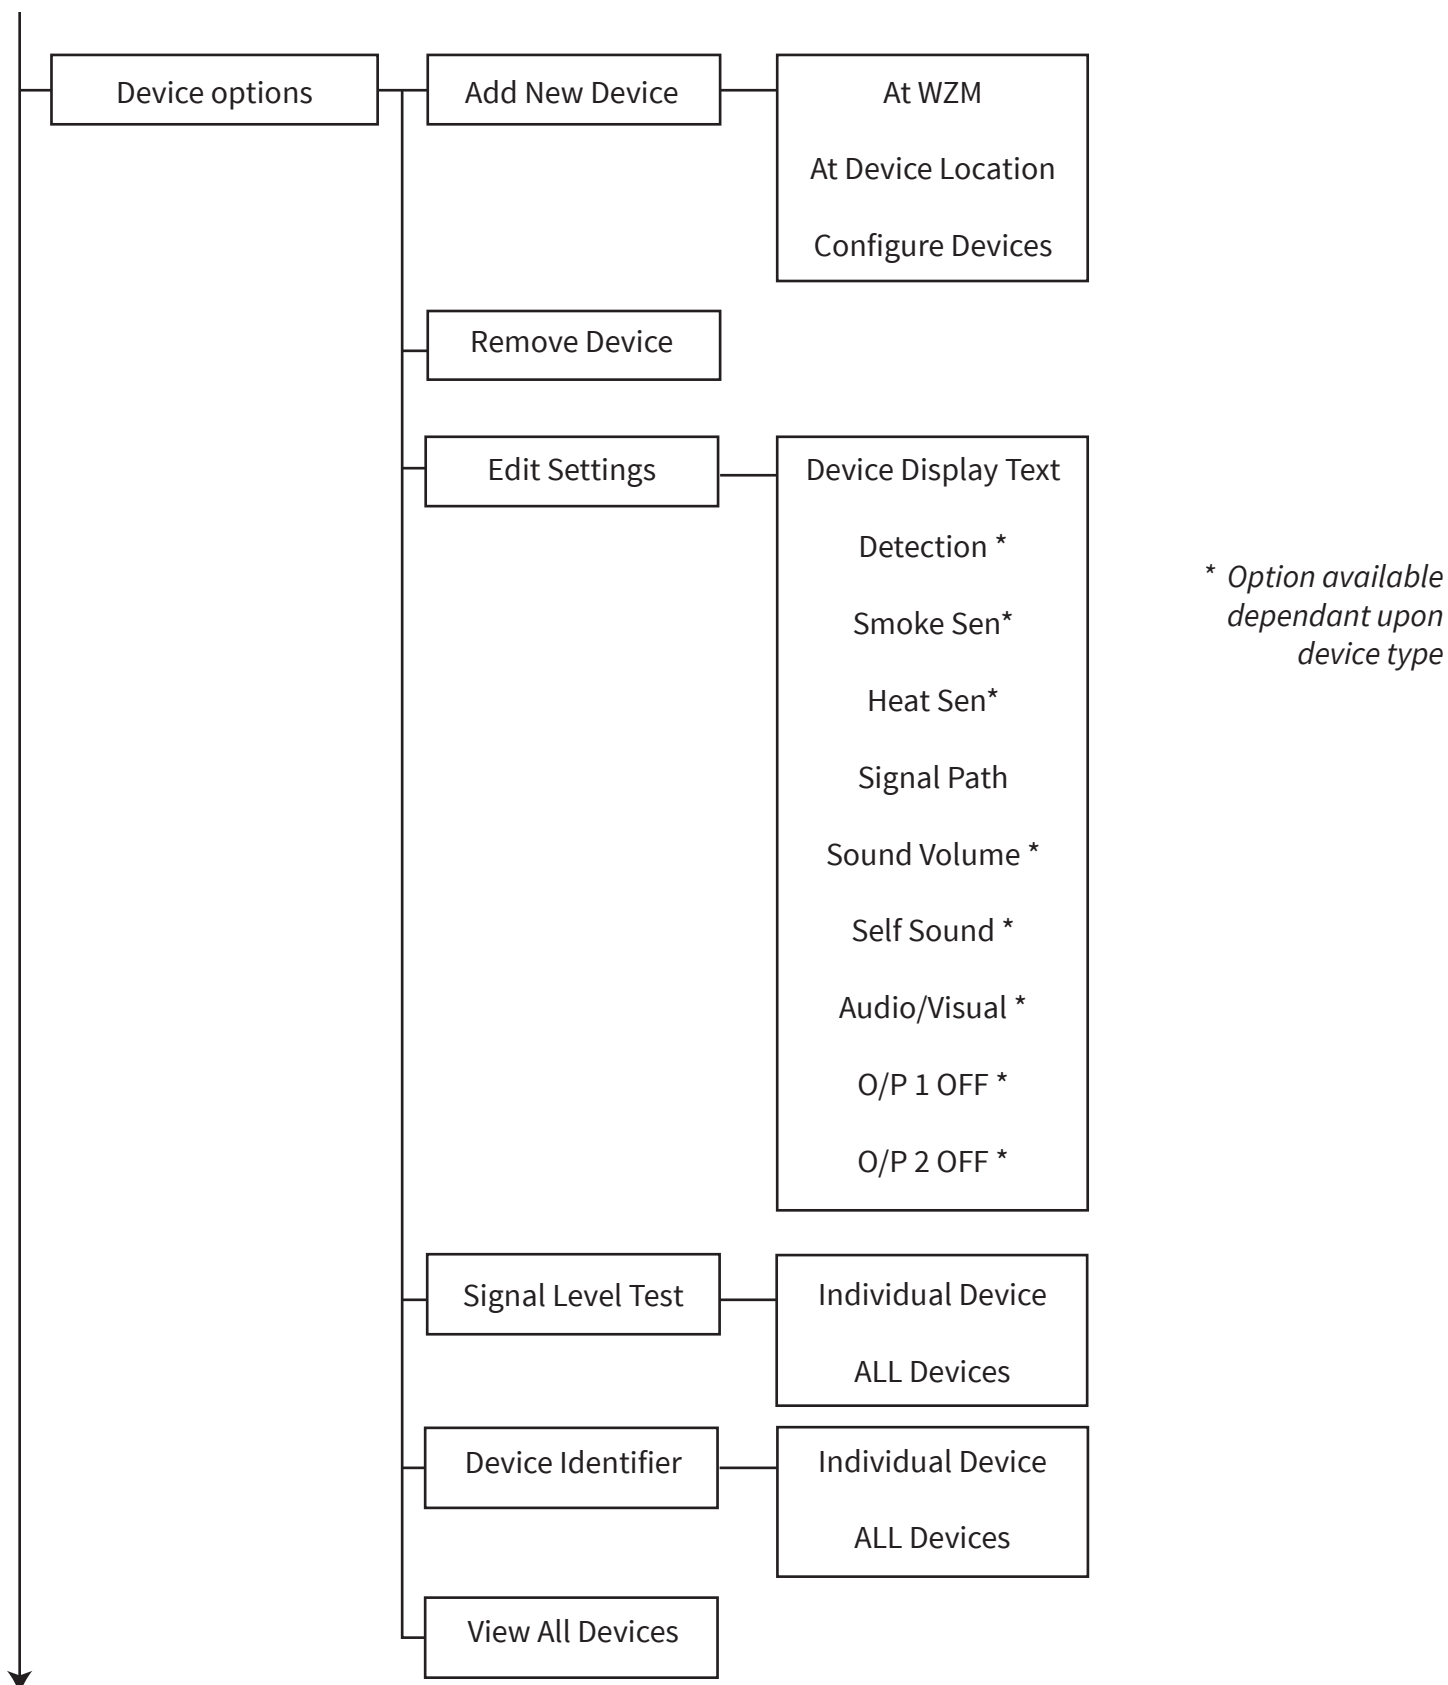 Device options
Add New Device
At WZM
At Device Location
Configure Devices
Remove Device
Edit Settings
Device Display Text
Detection *
Smoke Sen*
Heat Sen*
Signal Path
Sound Volume *
Self Sound *
Audio/Visual *
O/P 1 OFF *
O/P 2 OFF *
* Option available
dependant upon
device type
Signal Level Test
Individual Device
ALL Devices
Device Identifier
Individual Device
ALL Devices
View All Devices